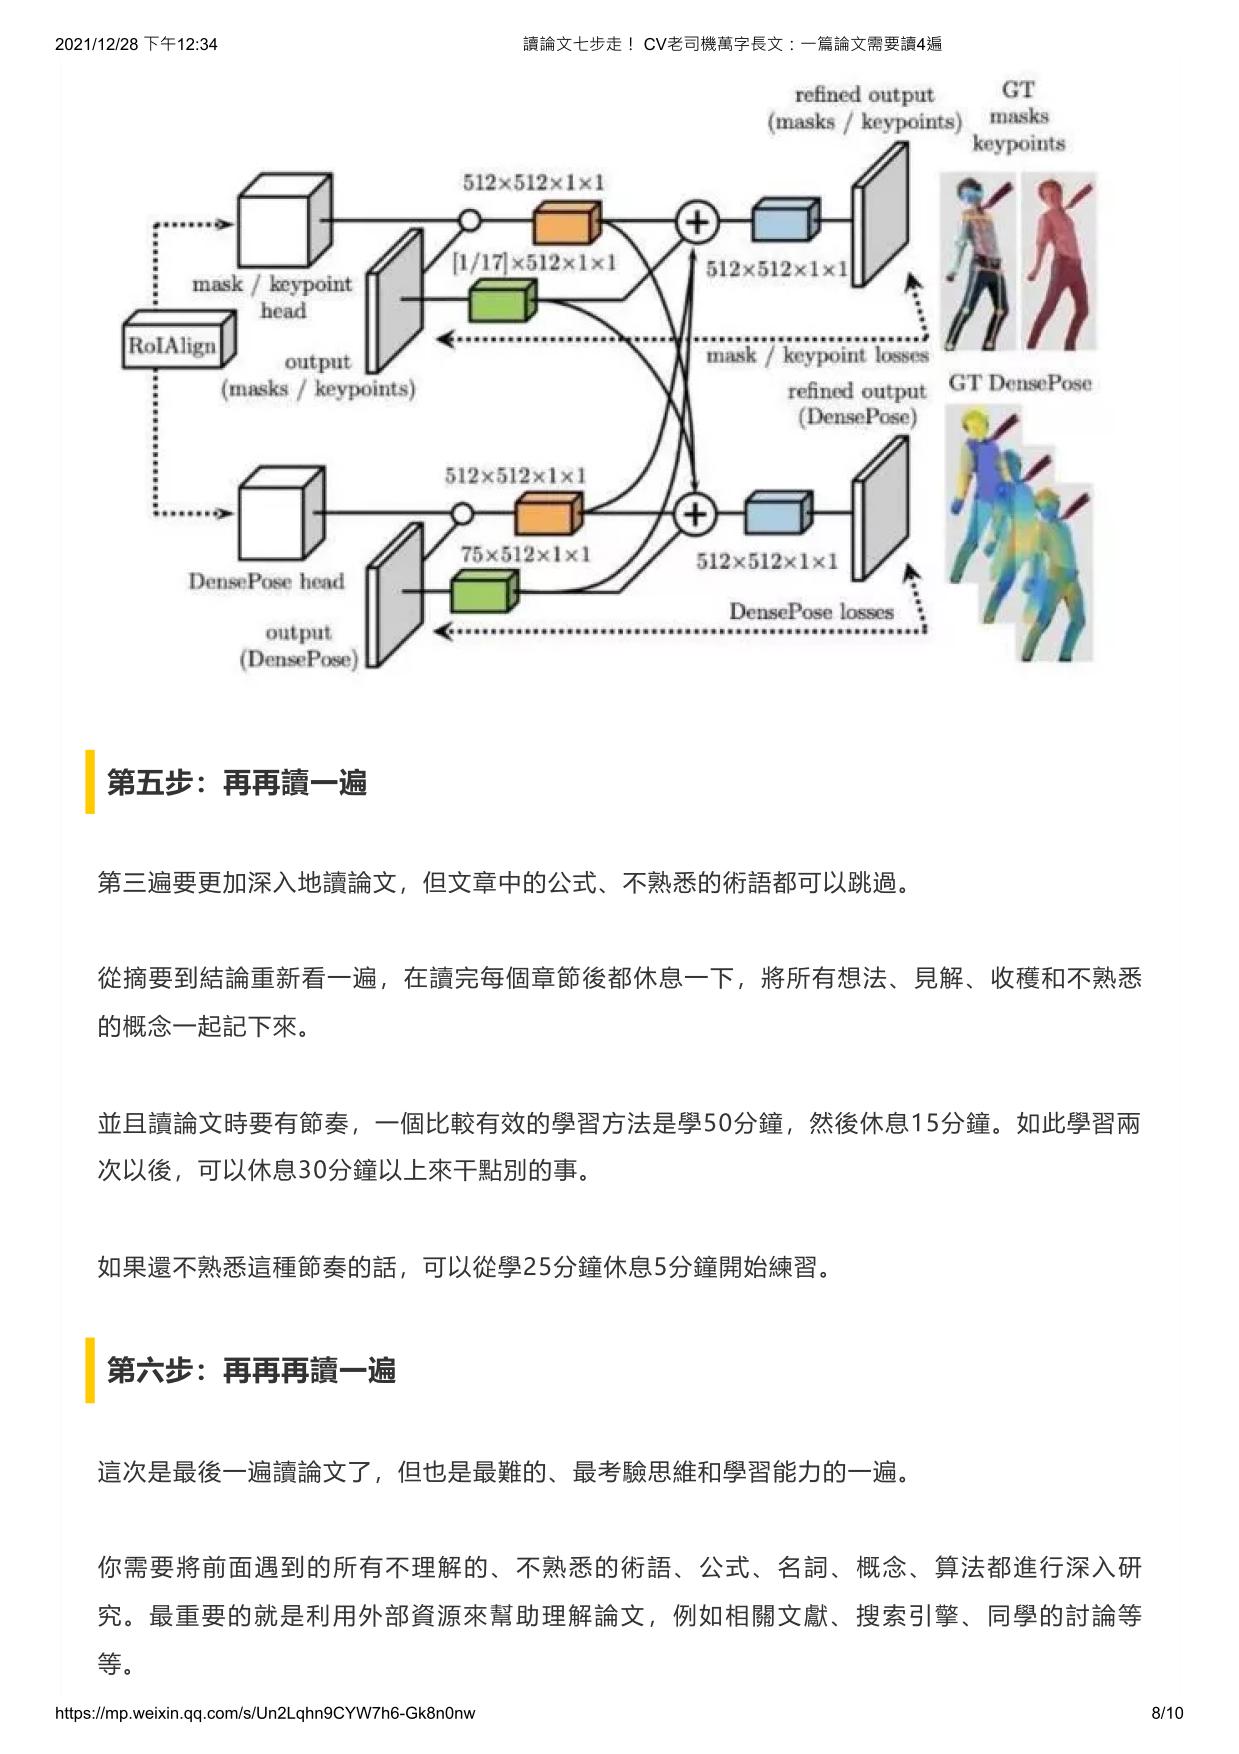 2021/12/28 下午12:34
讀論文七步走！ CV老司機萬字長文：一篇論文需要讀4遍
refined output
(masks / keypoints)
GT
masks
keypoints
512×512×1×1
[1/17]×512×1×1
512×512×1×1
mask / keypoint
head
RoIAlign
output
(masks / keypoints)
mask / keypoint losses
refined output
(DensePose)
GT DensePose
512×512×1×1
75×512×1×1
512×512×1×1
DensePose head
DensePose losses
output
(DensePose)
第五步：再再讀一遍
第三遍要更加深入地讀論文，但文章中的公式、不熟悉的術語都可以跳過。
從摘要到結論重新看一遍，在讀完每個章節後都休息一下，將所有想法、見解、收穫和不熟悉
的概念一起記下來。
並且讀論文時要有節奏，一個比較有效的學習方法是學50分鐘，然後休息15分鐘。如此學習兩
次以後，可以休息30分鐘以上來干點別的事。
如果還不熟悉這種節奏的話，可以從學25分鐘休息5分鐘開始練習。
第六步：再再再讀一遍
這次是最後一遍讀論文了，但也是最難的、最考驗思維和學習能力的一遍。
你需要將前面遇到的所有不理解的、不熟悉的術語、公式、名詞、概念、算法都進行深入研
究。最重要的就是利用外部資源來幫助理解論文，例如相關文獻、搜索引擎、同學的討論等
等。
https://mp.weixin.qq.com/s/Un2Lqhn9CYW7h6-Gk8n0nw
8/10